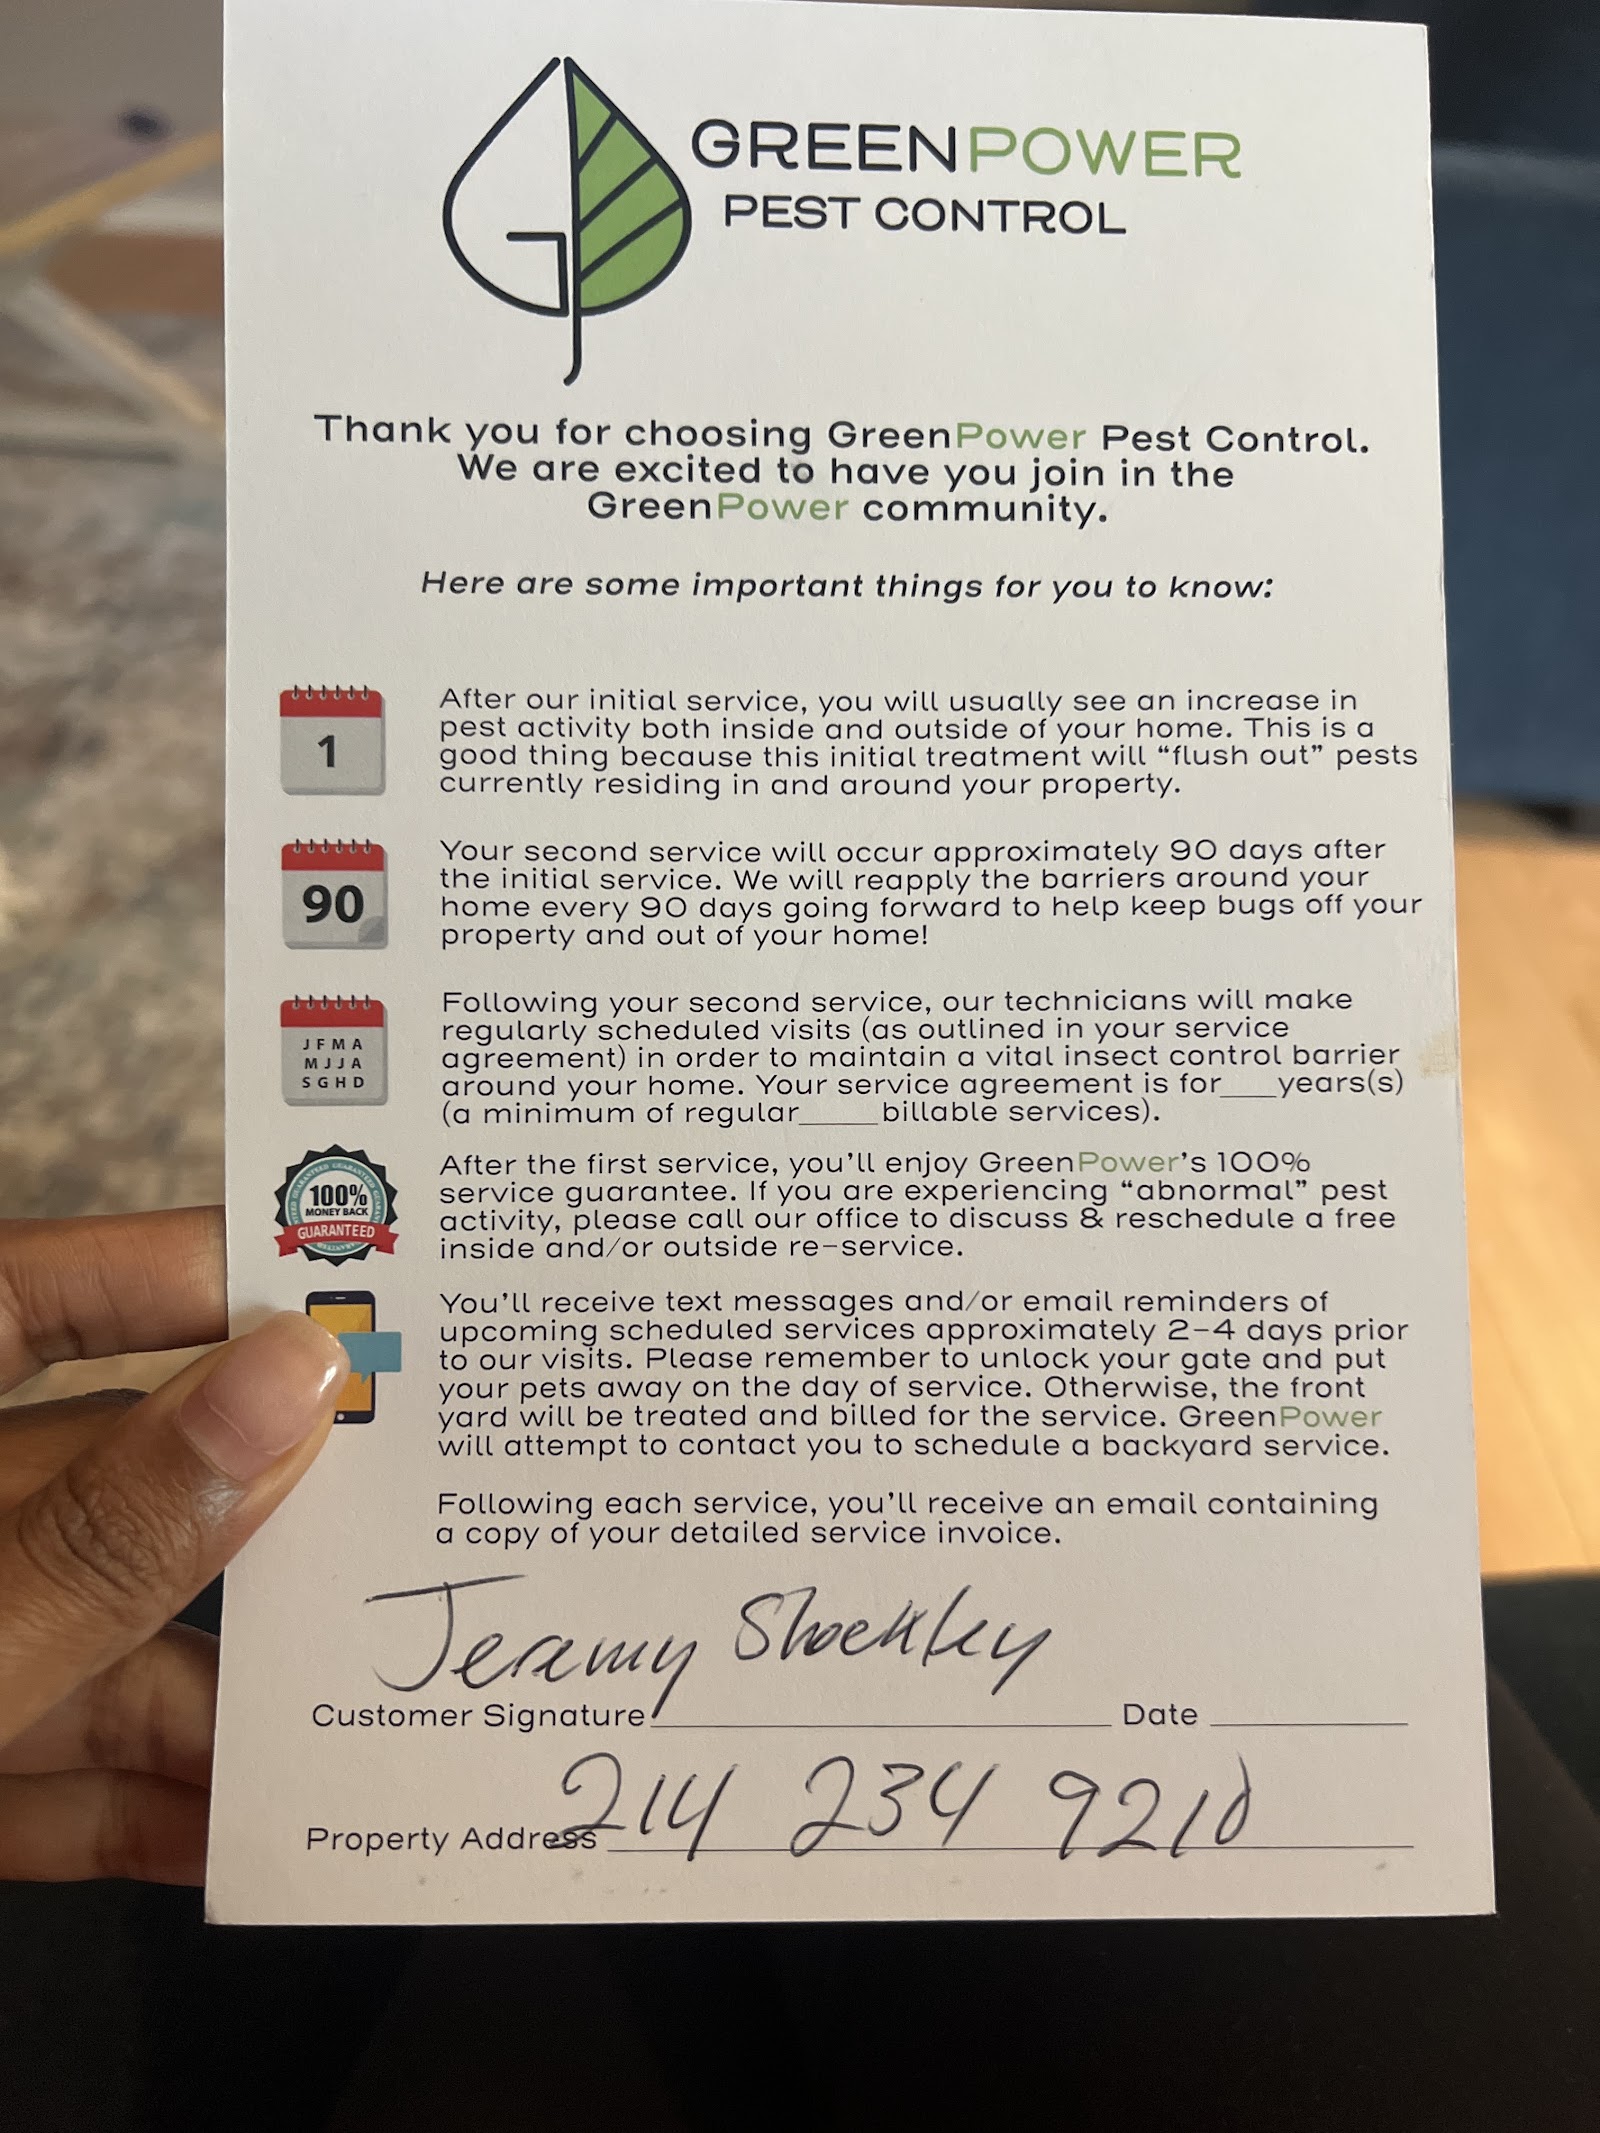 GREENPOWER
PEST CONTROL
Thank you for choosing GreenPower Pest Control.
We are excited to have you join in the
GreenPower community.
Here are some important things for you to know:
1
After our initial service, you will usually see an increase in
pest activity both inside and outside of your home. This is a
good thing because this initial treatment will “flush out” pests
currently residing in and around your property.
90
Your second service will occur approximately 90 days after
the initial service. We will reapply the barriers around your
home every 90 days going forward to help keep bugs off your
property and out of your home!
J F M A
M J J A
S G H D
Following your second service, our technicians will make
regularly scheduled visits (as outlined in your service
agreement) in order to maintain a vital insect control barrier
around your home. Your service agreement is for___years(s)
(a minimum of regular_____billable services).
100%
MONEY BACK
GUARANTEED
After the first service, you’ll enjoy GreenPower’s 100%
service guarantee. If you are experiencing “abnormal” pest
activity, please call our office to discuss & reschedule a free
inside and/or outside re-service.
You’ll receive text messages and/or email reminders of
upcoming scheduled services approximately 2-4 days prior
to our visits. Please remember to unlock your gate and put
your pets away on the day of service. Otherwise, the front
yard will be treated and billed for the service. GreenPower
will attempt to contact you to schedule a backyard service.
Following each service, you’ll receive an email containing
a copy of your detailed service invoice.
Jeremy Shockley
Customer Signature Date
214 234 9210
Property Address